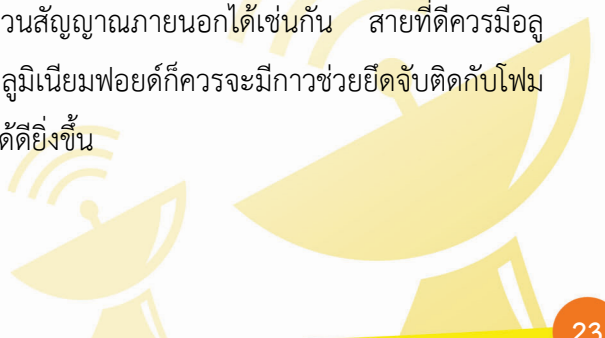 วนสัญญาณภายนอกได้เช่นกัน สายที่ดีควรมีอลู
ลูมิเนียมฟอยด์ก็ควรจะมีกาวช่วยยึดจับติดกับโฟม
ด้ดียิ่งขึ้น
23